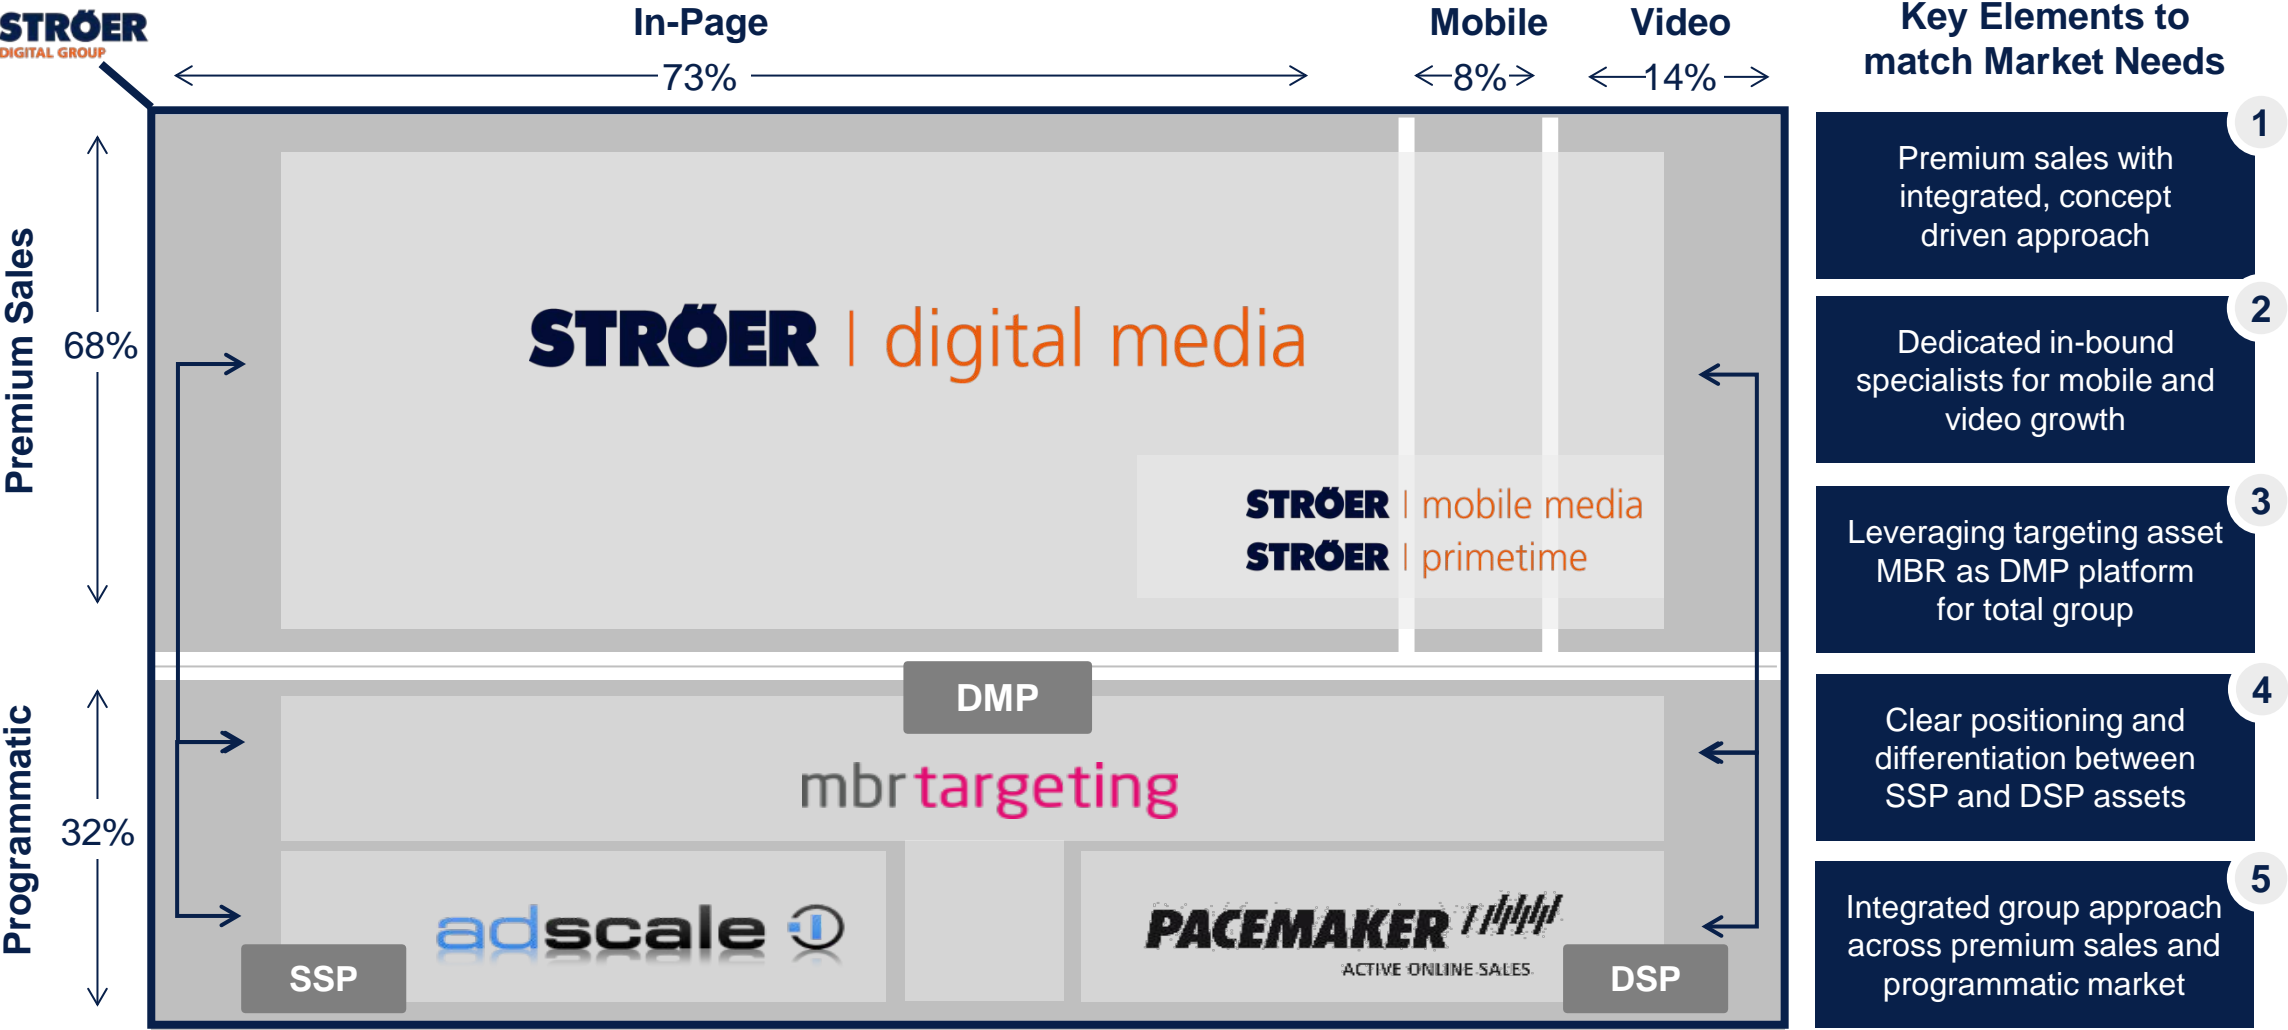 STRÖER
DIGITAL GROUP
In-Page
Mobile
Video
73%
8%
14%
Key Elements to
match Market Needs
Premium Sales
68%
STRÖER | digital media
STRÖER | mobile media
STRÖER | primetime
Programmatic
32%
DMP
mbr targeting
adscale
SSP
PACEMAKER
ACTIVE ONLINE SALES
DSP
1
Premium sales with
integrated, concept
driven approach
2
Dedicated in-bound
specialists for mobile and
video growth
3
Leveraging targeting asset
MBR as DMP platform
for total group
4
Clear positioning and
differentiation between
SSP and DSP assets
5
Integrated group approach
across premium sales and
programmatic market